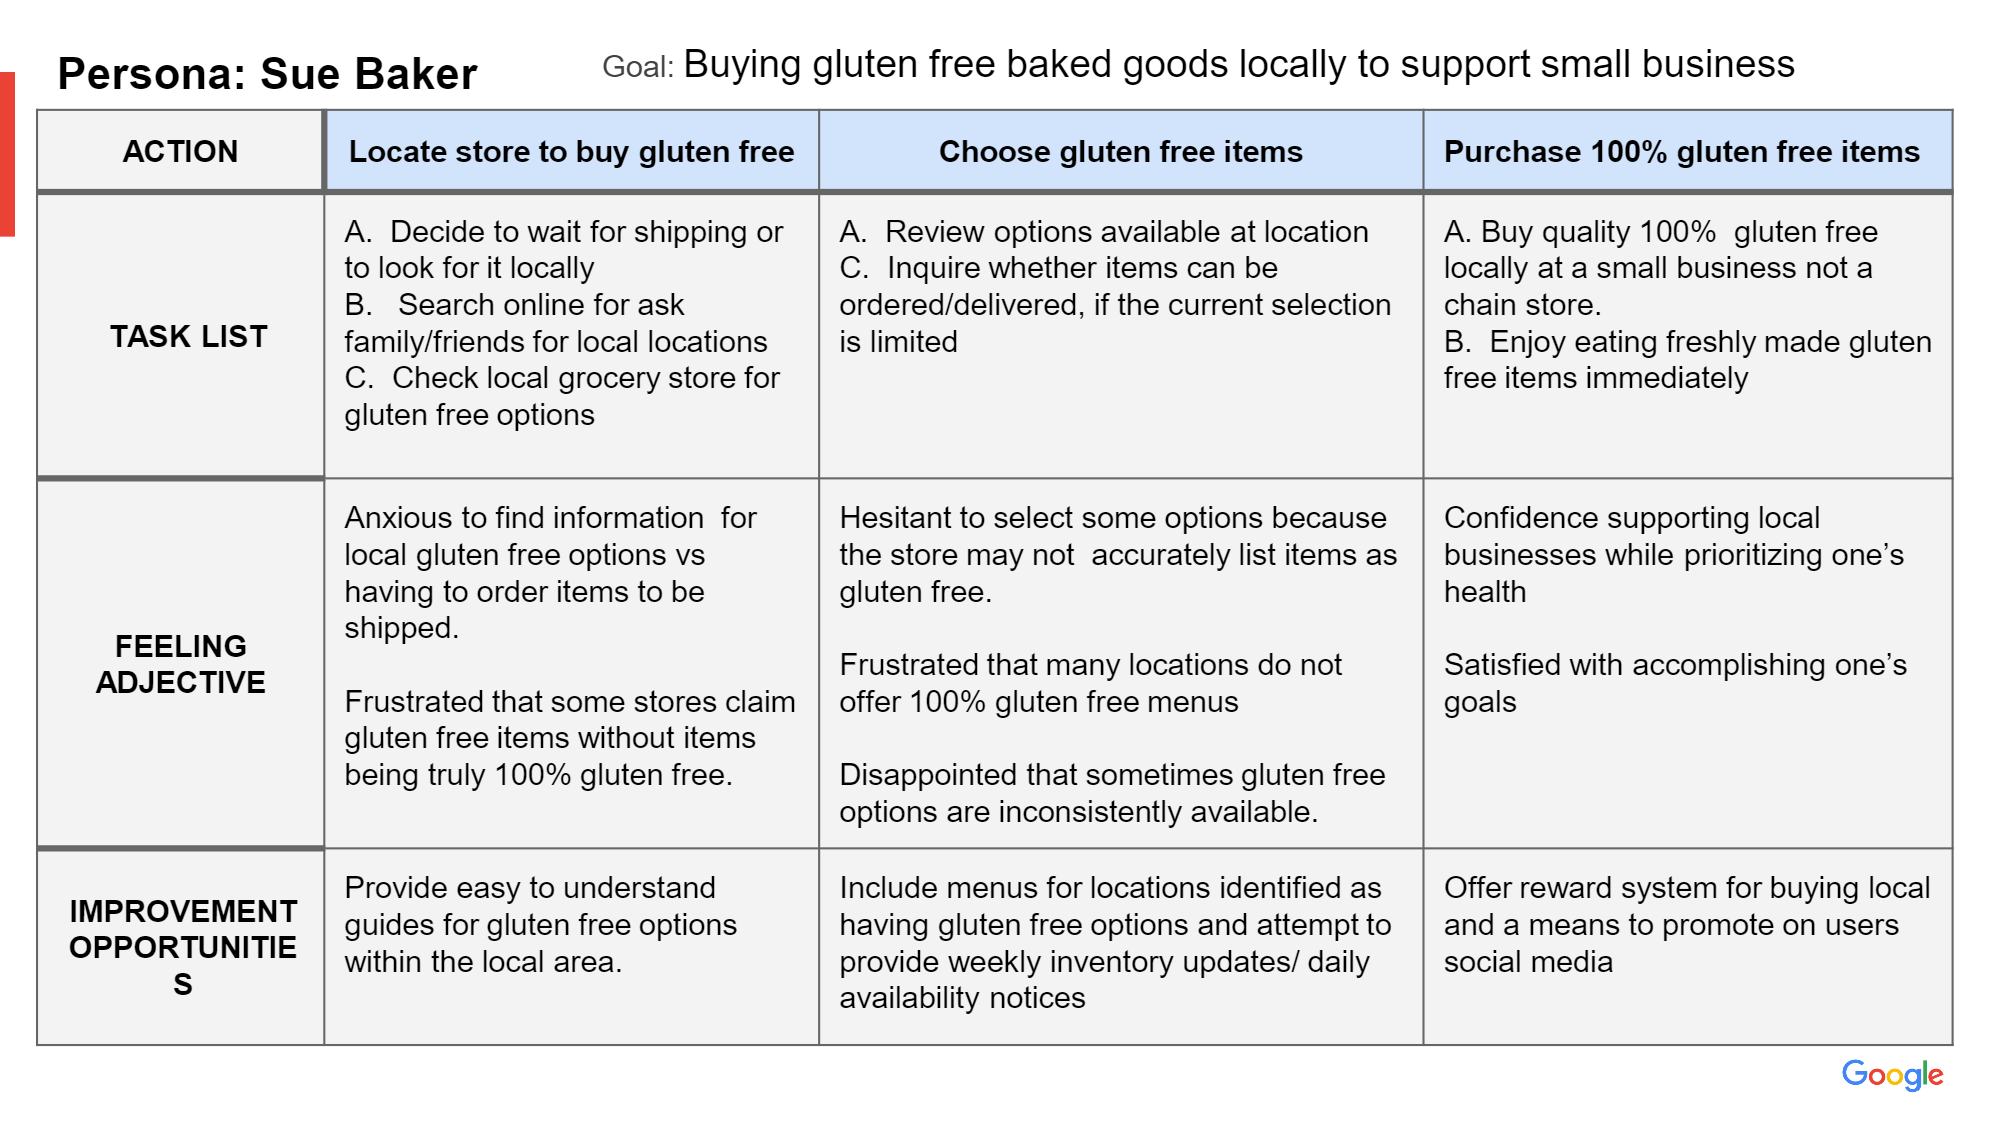 Persona: Sue Baker
Goal: Buying gluten free baked goods locally to support small business
ACTION
Locate store to buy gluten free
Choose gluten free items
Purchase 100% gluten free items
TASK LIST
A. Decide to wait for shipping or
to look for it locally
B. Search online for ask
family/friends for local locations
C. Check local grocery store for
gluten free options
A. Review options available at location
C. Inquire whether items can be
ordered/delivered, if the current selection
is limited
A. Buy quality 100% gluten free
locally at a small business not a
chain store.
B. Enjoy eating freshly made gluten
free items immediately
FEELING
ADJECTIVE
Anxious to find information for
local gluten free options vs
having to order items to be
shipped.
Frustrated that some stores claim
gluten free items without items
being truly 100% gluten free.
Hesitant to select some options because
the store may not accurately list items as
gluten free.
Frustrated that many locations do not
offer 100% gluten free menus
Disappointed that sometimes gluten free
options are inconsistently available.
Confidence supporting local
businesses while prioritizing one’s
health
Satisfied with accomplishing one’s
goals
IMPROVEMENT
OPPORTUNITIE
S
Provide easy to understand
guides for gluten free options
within the local area.
Include menus for locations identified as
having gluten free options and attempt to
provide weekly inventory updates/ daily
availability notices
Offer reward system for buying local
and a means to promote on users
social media
Google